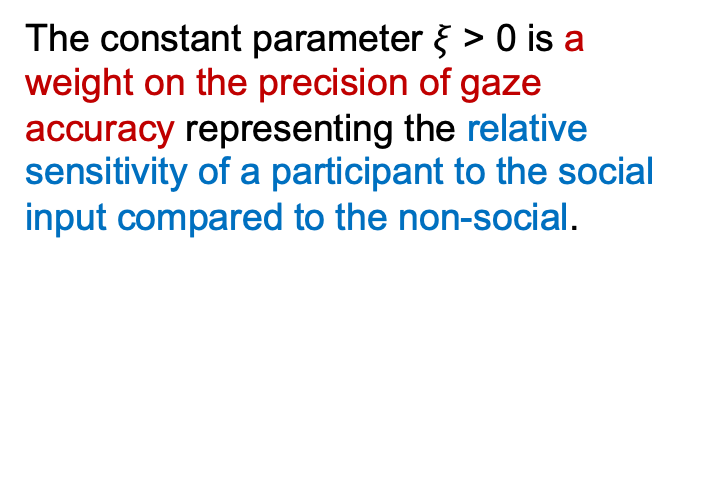 The constant parameter ξ > 0 is a
weight on the precision of gaze
accuracy representing the relative
sensitivity of a participant to the social
input compared to the non-social.